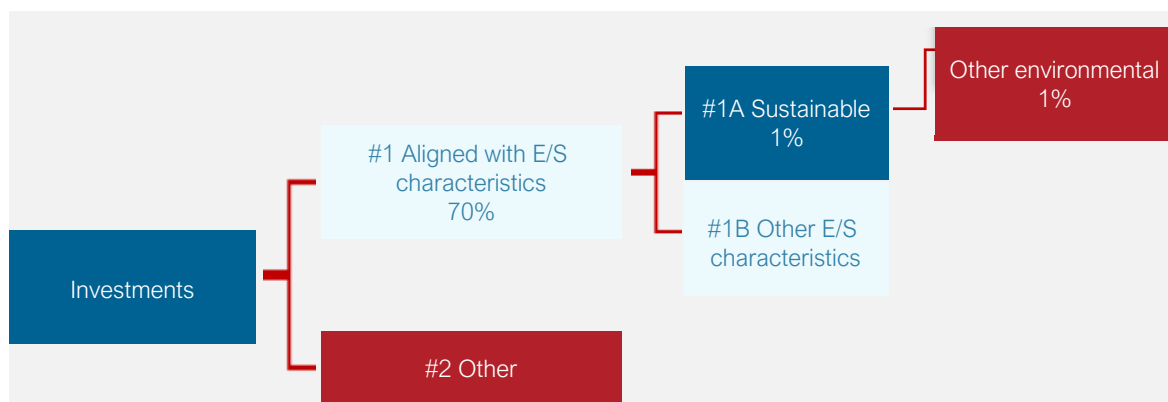 Other environmental
1%
#1A Sustainable
1%
#1 Aligned with E/S
characteristics
70%
#1B Other E/S
characteristics
Investments
#2 Other